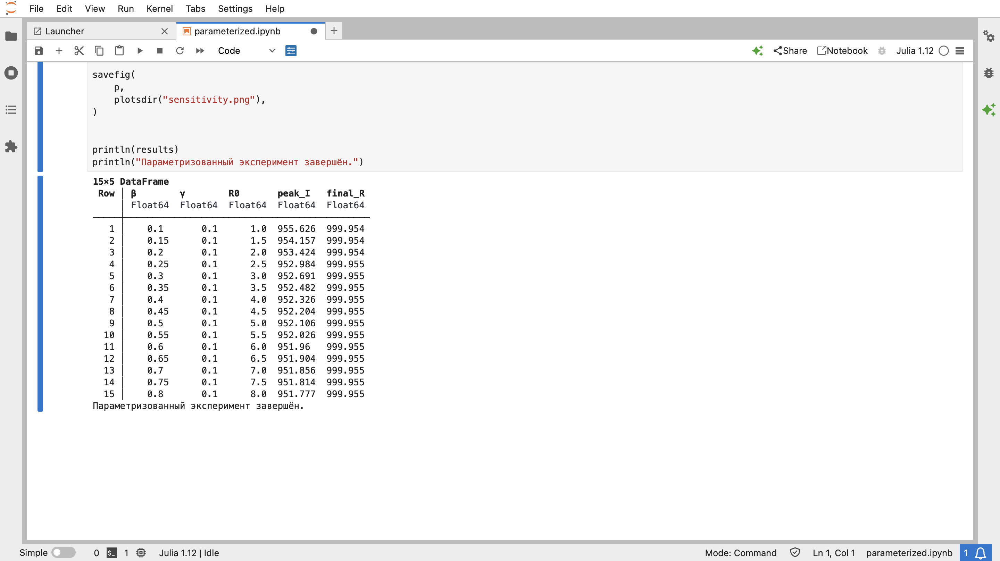 File Edit View Run Kernel Tabs Settings Help
Launcher
parameterized.ipynb
Code
Share
Notebook
Julia 1.12
savefig(
    p,
    plotsdir("sensitivity.png"),
)
println(results)
println("Параметризованный эксперимент завершён.")
15×5 DataFrame
Row β γ R0 peak_I final_R
Float64 Float64 Float64 Float64 Float64
1 0.1 0.1 1.0 955.626 999.954
2 0.15 0.1 1.5 954.157 999.954
3 0.2 0.1 2.0 953.424 999.954
4 0.25 0.1 2.5 952.984 999.955
5 0.3 0.1 3.0 952.691 999.955
6 0.35 0.1 3.5 952.482 999.955
7 0.4 0.1 4.0 952.326 999.955
8 0.45 0.1 4.5 952.204 999.955
9 0.5 0.1 5.0 952.106 999.955
10 0.55 0.1 5.5 952.026 999.955
11 0.6 0.1 6.0 951.96 999.955
12 0.65 0.1 6.5 951.904 999.955
13 0.7 0.1 7.0 951.856 999.955
14 0.75 0.1 7.5 951.814 999.955
15 0.8 0.1 8.0 951.777 999.955
Параметризованный эксперимент завершён.
Simple 0 $_ 1 Julia 1.12 | Idle Mode: Command Ln 1, Col 1 parameterized.ipynb 1